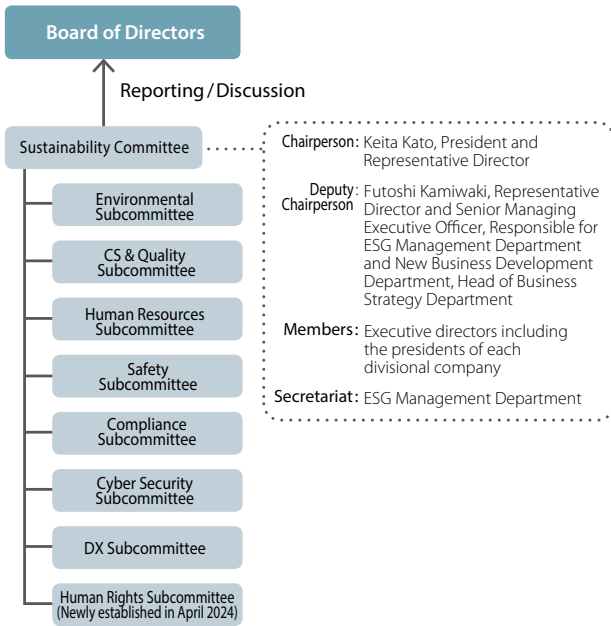 Board of Directors
Reporting/Discussion
Sustainability Committee
Chairperson: Keita Kato, President and
Representative Director
Deputy Chairperson: Futoshi Kamiwaki, Representative
Director and Senior Managing
Executive Officer, Responsible for
ESG Management Department
and New Business Development
Department, Head of Business
Strategy Department
Members: Executive directors including
the presidents of each
divisional company
Secretariat: ESG Management Department
Environmental
Subcommittee
CS & Quality
Subcommittee
Human Resources
Subcommittee
Safety
Subcommittee
Compliance
Subcommittee
Cyber Security
Subcommittee
DX Subcommittee
Human Rights Subcommittee
(Newly established in April 2024)